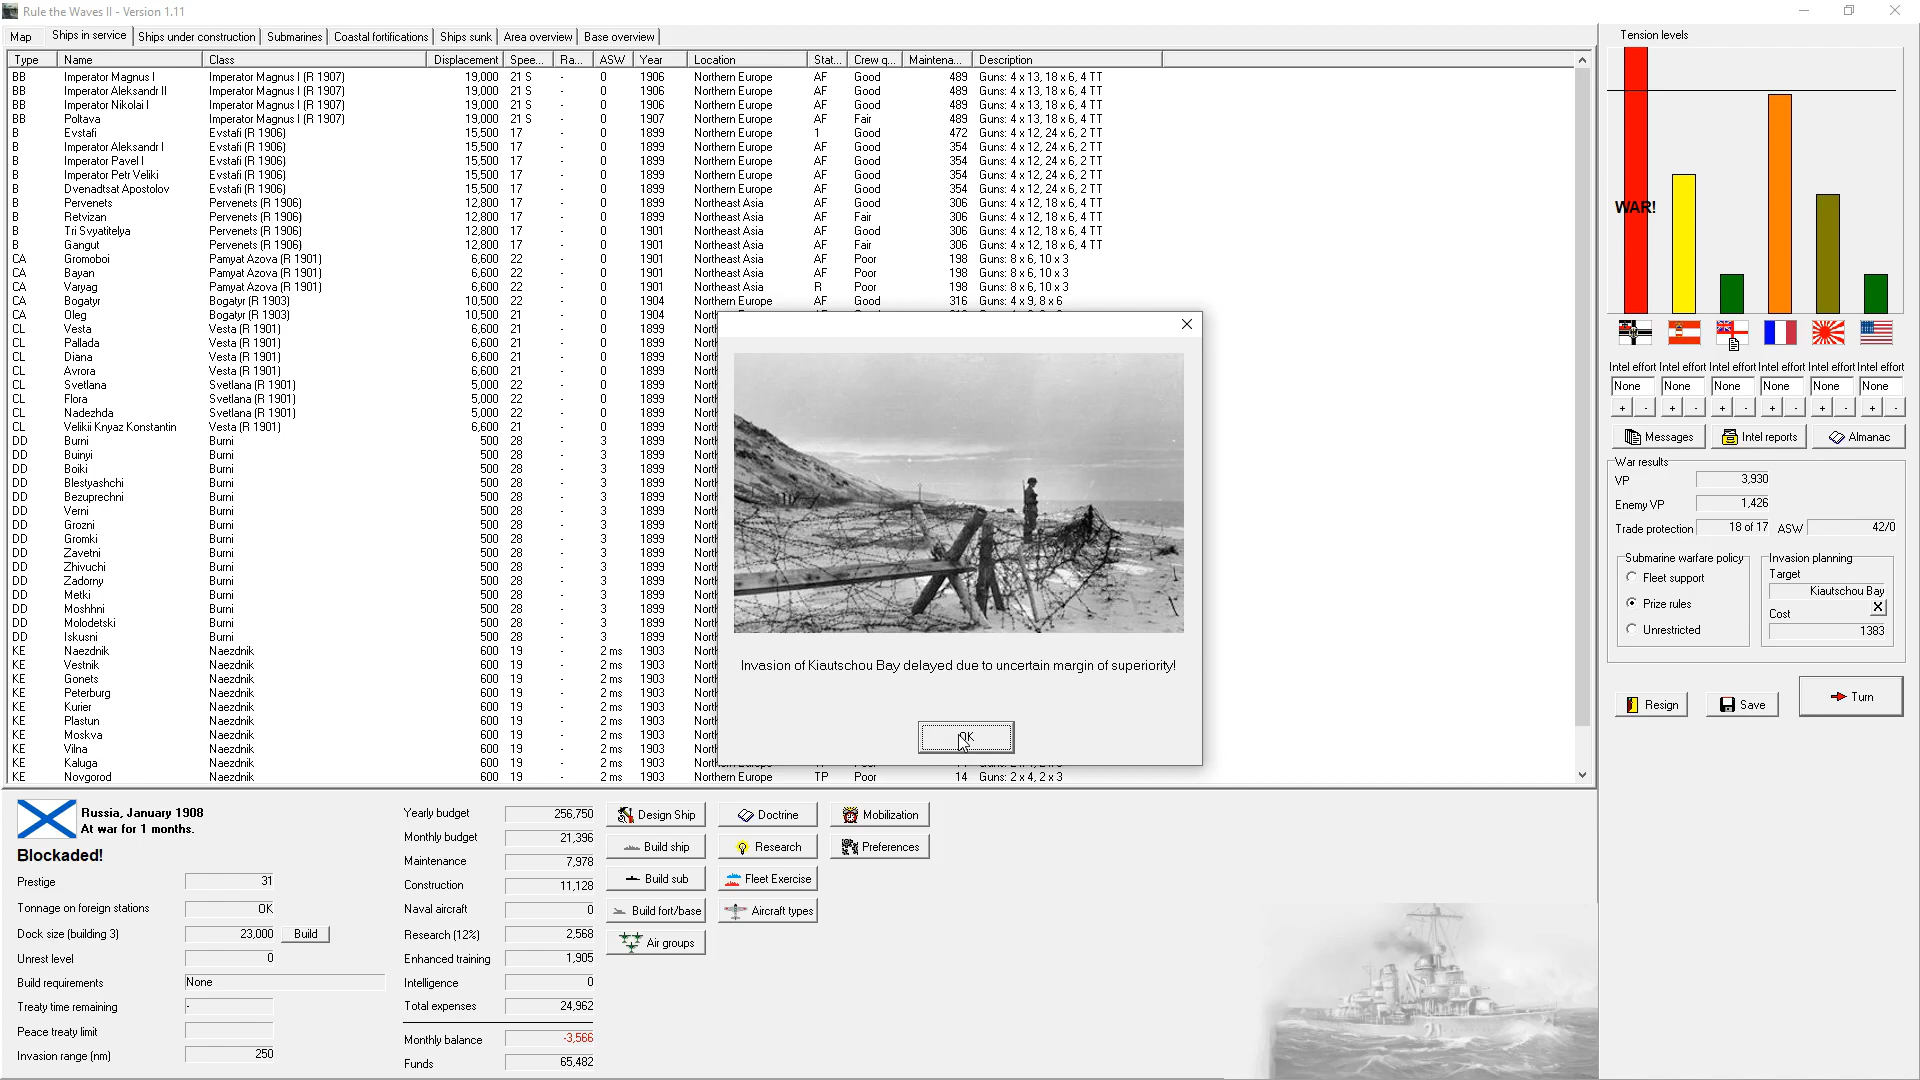 Rule the Waves II - Version 1.11
Map Ships in service Ships under construction Submarines Coastal fortifications Ships sunk Area overview Base overview
Type Name Class Displacement Spee... Ra... ASW Year Location Stat... Crew q... Maintena... Description
BB Imperator Magnus I Imperator Magnus I (R 1907) 19,000 21 S - 0 1906 Northern Europe AF Good 489 Guns: 4 x 13, 18 x 6, 4 TT
BB Imperator Aleksandr II Imperator Magnus I (R 1907) 19,000 21 S - 0 1906 Northern Europe AF Good 489 Guns: 4 x 13, 18 x 6, 4 TT
BB Imperator Nikolai I Imperator Magnus I (R 1907) 19,000 21 S - 0 1906 Northern Europe AF Good 489 Guns: 4 x 13, 18 x 6, 4 TT
BB Poltava Imperator Magnus I (R 1907) 19,000 21 S - 0 1907 Northern Europe AF Fair 489 Guns: 4 x 13, 18 x 6, 4 TT
B Evstafi Evstafi (R 1906) 15,500 17 - 0 1899 Northern Europe 1 Good 472 Guns: 4 x 12, 24 x 6, 2 TT
B Imperator Aleksandr I Evstafi (R 1906) 15,500 17 - 0 1899 Northern Europe AF Good 354 Guns: 4 x 12, 24 x 6, 2 TT
B Imperator Pavel I Evstafi (R 1906) 15,500 17 - 0 1899 Northern Europe AF Good 354 Guns: 4 x 12, 24 x 6, 2 TT
B Imperator Petr Veliki Evstafi (R 1906) 15,500 17 - 0 1899 Northern Europe AF Good 354 Guns: 4 x 12, 24 x 6, 2 TT
B Dvenadtsat Apostolov Evstafi (R 1906) 15,500 17 - 0 1899 Northern Europe AF Good 354 Guns: 4 x 12, 24 x 6, 2 TT
B Pervenets Pervenets (R 1906) 12,800 17 - 0 1899 Northeast Asia AF Good 306 Guns: 4 x 12, 18 x 6, 4 TT
B Retvizan Pervenets (R 1906) 12,800 17 - 0 1899 Northeast Asia AF Fair 306 Guns: 4 x 12, 18 x 6, 4 TT
B Tri Svyatitelya Pervenets (R 1906) 12,800 17 - 0 1901 Northeast Asia AF Good 306 Guns: 4 x 12, 18 x 6, 4 TT
B Gangut Pervenets (R 1906) 12,800 17 - 0 1901 Northeast Asia AF Fair 306 Guns: 4 x 12, 18 x 6, 4 TT
CA Gromoboi Pamyat Azova (R 1901) 6,600 22 - 0 1901 Northeast Asia AF Poor 198 Guns: 8 x 6, 10 x 3
CA Bayan Pamyat Azova (R 1901) 6,600 22 - 0 1901 Northeast Asia AF Poor 198 Guns: 8 x 6, 10 x 3
CA Varyag Pamyat Azova (R 1901) 6,600 22 - 0 1901 Northeast Asia R Poor 198 Guns: 8 x 6, 10 x 3
CA Bogatyr Bogatyr (R 1903) 10,500 22 - 0 1904 Northern Europe AF Good 316 Guns: 4 x 9, 8 x 6
CA Oleg Bogatyr (R 1903) 10,500 21 - 0 1904
CL Vesta Vesta (R 1901) 6,600 21 - 0 1899
CL Pallada Vesta (R 1901) 6,600 21 - 0 1899
CL Diana Vesta (R 1901) 6,600 21 - 0 1899
CL Avrora Vesta (R 1901) 6,600 21 - 0 1899
CL Svetlana Svetlana (R 1901) 5,000 22 - 0 1899
CL Flora Svetlana (R 1901) 5,000 22 - 0 1899
CL Nadezhda Svetlana (R 1901) 5,000 22 - 0 1899
CL Velikii Knyaz Konstantin Vesta (R 1901) 6,600 21 - 0 1899
DD Burni Burni 500 28 - 3 1899
DD Buinyi Burni 500 28 - 3 1899
DD Boiki Burni 500 28 - 3 1899
DD Blestyashchi Burni 500 28 - 3 1899
DD Bezuprechni Burni 500 28 - 3 1899
DD Verni Burni 500 28 - 3 1899
DD Grozni Burni 500 28 - 3 1899
DD Gromki Burni 500 28 - 3 1899
DD Zavetni Burni 500 28 - 3 1899
DD Zhivuchi Burni 500 28 - 3 1899
DD Zadorny Burni 500 28 - 3 1899
DD Metki Burni 500 28 - 3 1899
DD Moshhni Burni 500 28 - 3 1899
DD Molodetski Burni 500 28 - 3 1899
DD Iskusni Burni 500 28 - 3 1899
KE Naezdnik Naezdnik 600 19 - 2 ms 1903
KE Vestnik Naezdnik 600 19 - 2 ms 1903
KE Gonets Naezdnik 600 19 - 2 ms 1903
KE Peterburg Naezdnik 600 19 - 2 ms 1903
KE Kurier Naezdnik 600 19 - 2 ms 1903
KE Plastun Naezdnik 600 19 - 2 ms 1903
KE Moskva Naezdnik 600 19 - 2 ms 1903
KE Vilna Naezdnik 600 19 - 2 ms 1903
KE Kaluga Naezdnik 600 19 - 2 ms 1903
KE Novgorod Naezdnik 600 19 - 2 ms 1903 Northern Europe TP Poor 14 Guns: 2 x 4, 2 x 3
Invasion of Kiautschou Bay delayed due to uncertain margin of superiority!
OK
Tension levels
WAR!
Intel effort Intel effort Intel effort Intel effort Intel effort Intel effort
None None None None None None
+ - + - + - + - + - + -
Messages Intel reports Almanac
War results
VP 3,930
Enemy VP 1,426
Trade protection 18 of 17 ASW 42/0
Submarine warfare policy
Fleet support
Prize rules
Unrestricted
Invasion planning
Target
Kiautschou Bay
Cost X
1383
Resign Save Turn
Russia, January 1908
At war for 1 months.
Blockaded!
Prestige 31
Tonnage on foreign stations OK
Dock size (building 3) 23,000 Build
Unrest level 0
Build requirements None
Treaty time remaining -
Peace treaty limit
Invasion range (nm) 250
Yearly budget 256,750
Monthly budget 21,396
Maintenance 7,978
Construction 11,128
Naval aircraft 0
Research (12%) 2,568
Enhanced training 1,905
Intelligence 0
Total expenses 24,962
Monthly balance -3,566
Funds 65,482
Design Ship Doctrine Mobilization
Build ship Research Preferences
Build sub Fleet Exercise
Build fort/base Aircraft types
Air groups